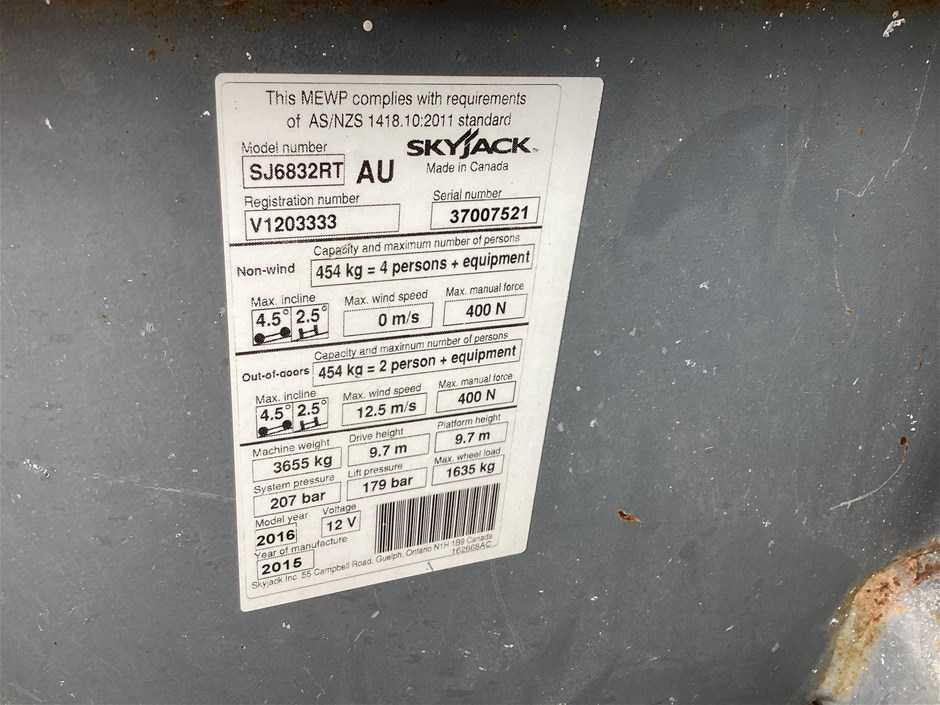 This MEWP complies with requirements
of AS/NZS 1418.10:2011 standard
Model number
SJ6832RT AU
SKYJACK
Made in Canada
Registration number
V1203333
Serial number
37007521
Capacity and maximum number of persons
Non-wind 454 kg = 4 persons + equipment
Max. incline Max. wind speed Max. manual force
4.5° 2.5° 0 m/s 400 N
Capacity and maximum number of persons
Out-of-doors 454 kg = 2 person + equipment
Max. incline Max. wind speed Max. manual force
4.5° 2.5° 12.5 m/s 400 N
Machine weight Drive height Platform height
3655 kg 9.7 m 9.7 m
System pressure Lift pressure Max. wheel load
207 bar 179 bar 1635 kg
Model year Voltage
2016 12 V
Year of manufacture
2015
162668AC
Skyjack Inc. 55 Campbell Road, Guelph, Ontario N1H 1B9 Canada